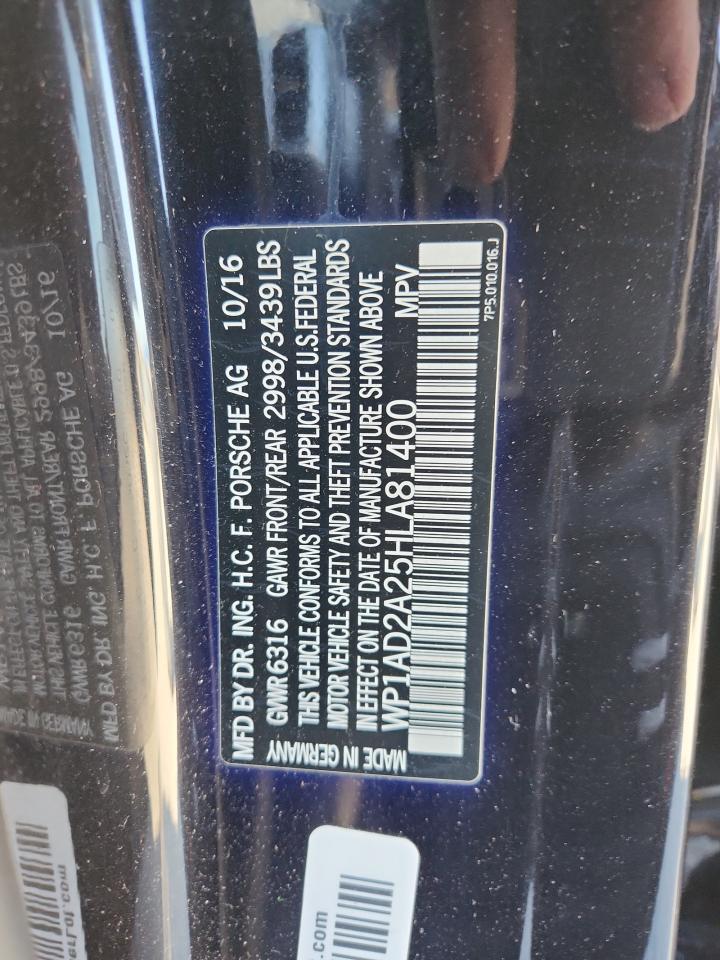 MFD BY DR. ING. H.C. F. PORSCHE AG 10/16
GVWR 6316 GAWR FRONT/REAR 2998/3439 LBS
THIS VEHICLE CONFORMS TO ALL APPLICABLE U.S.FEDERAL
MOTOR VEHICLE SAFETY AND THEFT PREVENTION STANDARDS
IN EFFECT ON THE DATE OF MANUFACTURE SHOWN ABOVE
WP1AD2A25HLA81400 MPV
MADE IN GERMANY
7P5.010.016.J
.com